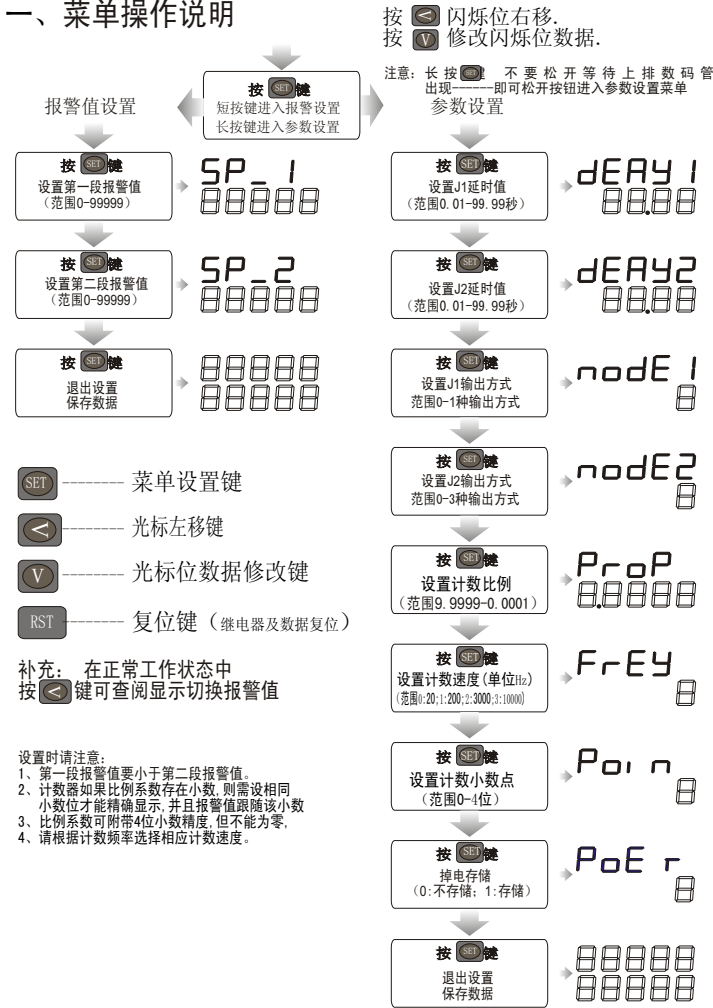 一、菜单操作说明
按 < 闪烁位右移.
按 V 修改闪烁位数据.
注意：长按SET键 不要松开等待上排数码管
出现------即可松开按钮进入参数设置菜单
按 SET 键
短按键进入报警设置
长按键进入参数设置
报警值设置
按 SET 键
设置第一段报警值
（范围0-99999）
SP_1
88888
按 SET 键
设置第二段报警值
（范围0-99999）
SP_2
88888
按 SET 键
退出设置
保存数据
88888
88888
SET -------- 菜单设置键
< -------- 光标左移键
V -------- 光标位数据修改键
RST -------- 复位键（继电器及数据复位）
补充： 在正常工作状态中
按 < 键可查阅显示切换报警值
设置时请注意：
1、第一段报警值要小于第二段报警值。
2、计数器如果比例系数存在小数,则需设相同
小数位才能精确显示,并且报警值跟随该小数
3、比例系数可附带4位小数精度,但不能为零,
4、请根据计数频率选择相应计数速度。
参数设置
按 SET 键
设置J1延时值
（范围0.01-99.99秒）
dEAY1
88.88
按 SET 键
设置J2延时值
（范围0.01-99.99秒）
dEAY2
88.88
按 SET 键
设置J1输出方式
范围0-1种输出方式
nodE1
8
按 SET 键
设置J2输出方式
范围0-3种输出方式
nodE2
8
按 SET 键
设置计数比例
（范围9.9999-0.0001）
ProP
8.8888
按 SET 键
设置计数速度(单位Hz)
(范围0:20;1:200;2:3000;3:10000)
FrEY
8
按 SET 键
设置计数小数点
（范围0-4位）
Poin
8
按 SET 键
掉电存储
（0:不存储；1:存储）
PoEr
8
按 SET 键
退出设置
保存数据
88888
88888